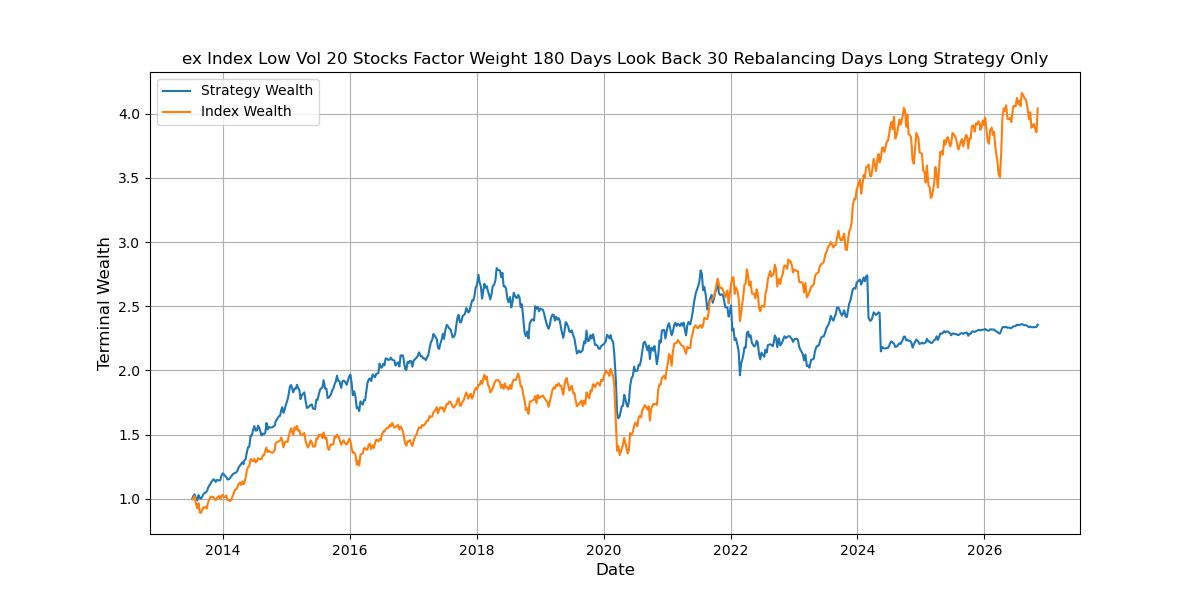 ex Index Low Vol 20 Stocks Factor Weight 180 Days Look Back 30 Rebalancing Days Long Strategy Only
Strategy Wealth
Index Wealth
Terminal Wealth
4.0
3.5
3.0
2.5
2.0
1.5
1.0
2014 2016 2018 2020 2022 2024 2026
Date